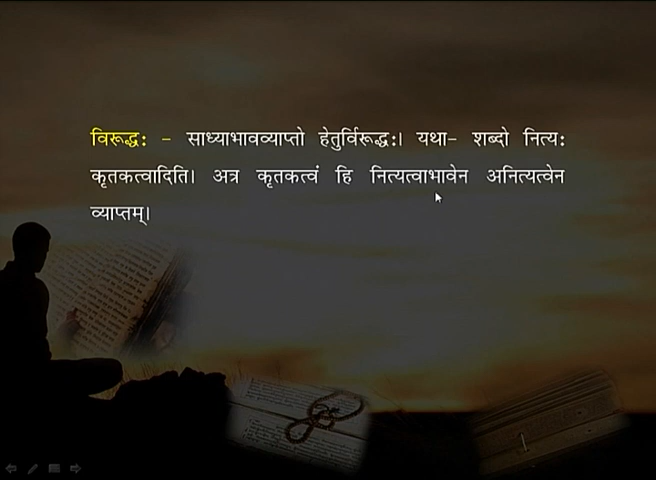 विरूद्धः - साध्याभावव्याप्तो हेतुर्विरूद्धः। यथा- शब्दो नित्यः
कृतकत्वादिति। अत्र कृतकत्वं हि नित्यत्वाभावेन अनित्यत्वेन
व्याप्तम्।